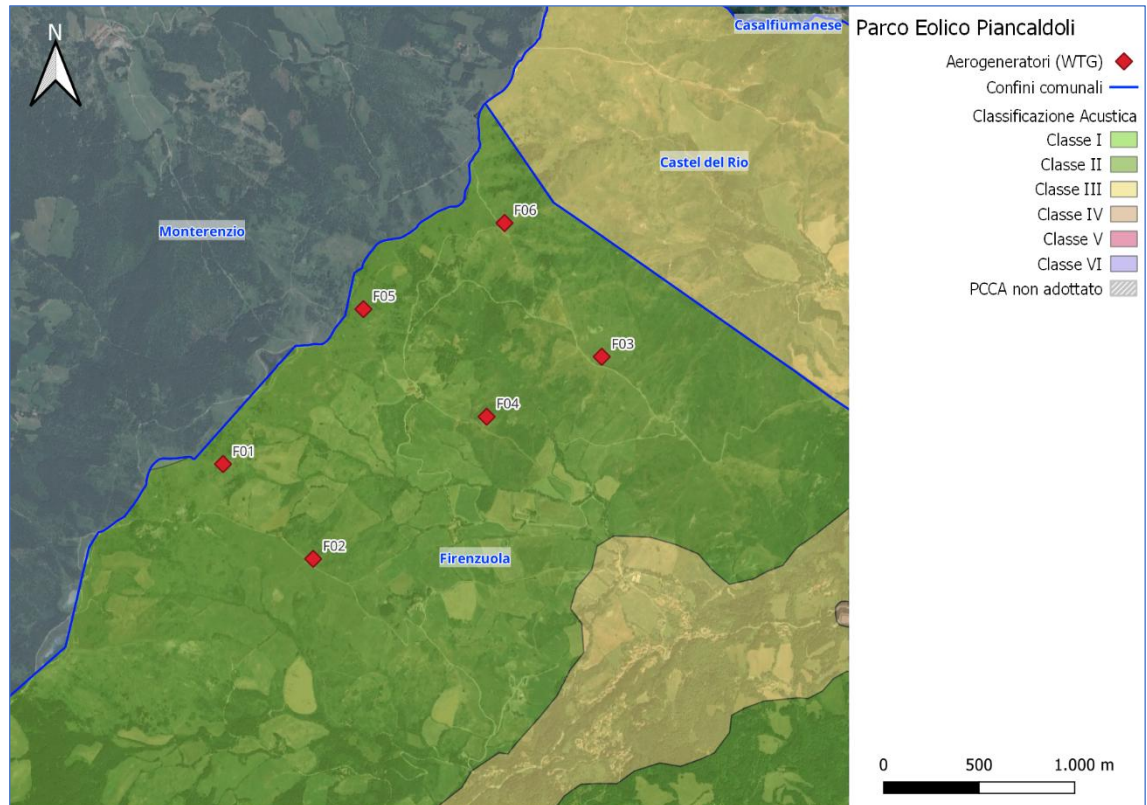 N
Casalfiumanese
Castel del Rio
Monterenzio
F06
F05
F03
F04
F01
F02
Firenzuola
Parco Eolico Piancaldoli
Aerogeneratori (WTG)
Confini comunali
Classificazione Acustica
Classe I
Classe II
Classe III
Classe IV
Classe V
Classe VI
PCCA non adottato
0 500 1.000 m